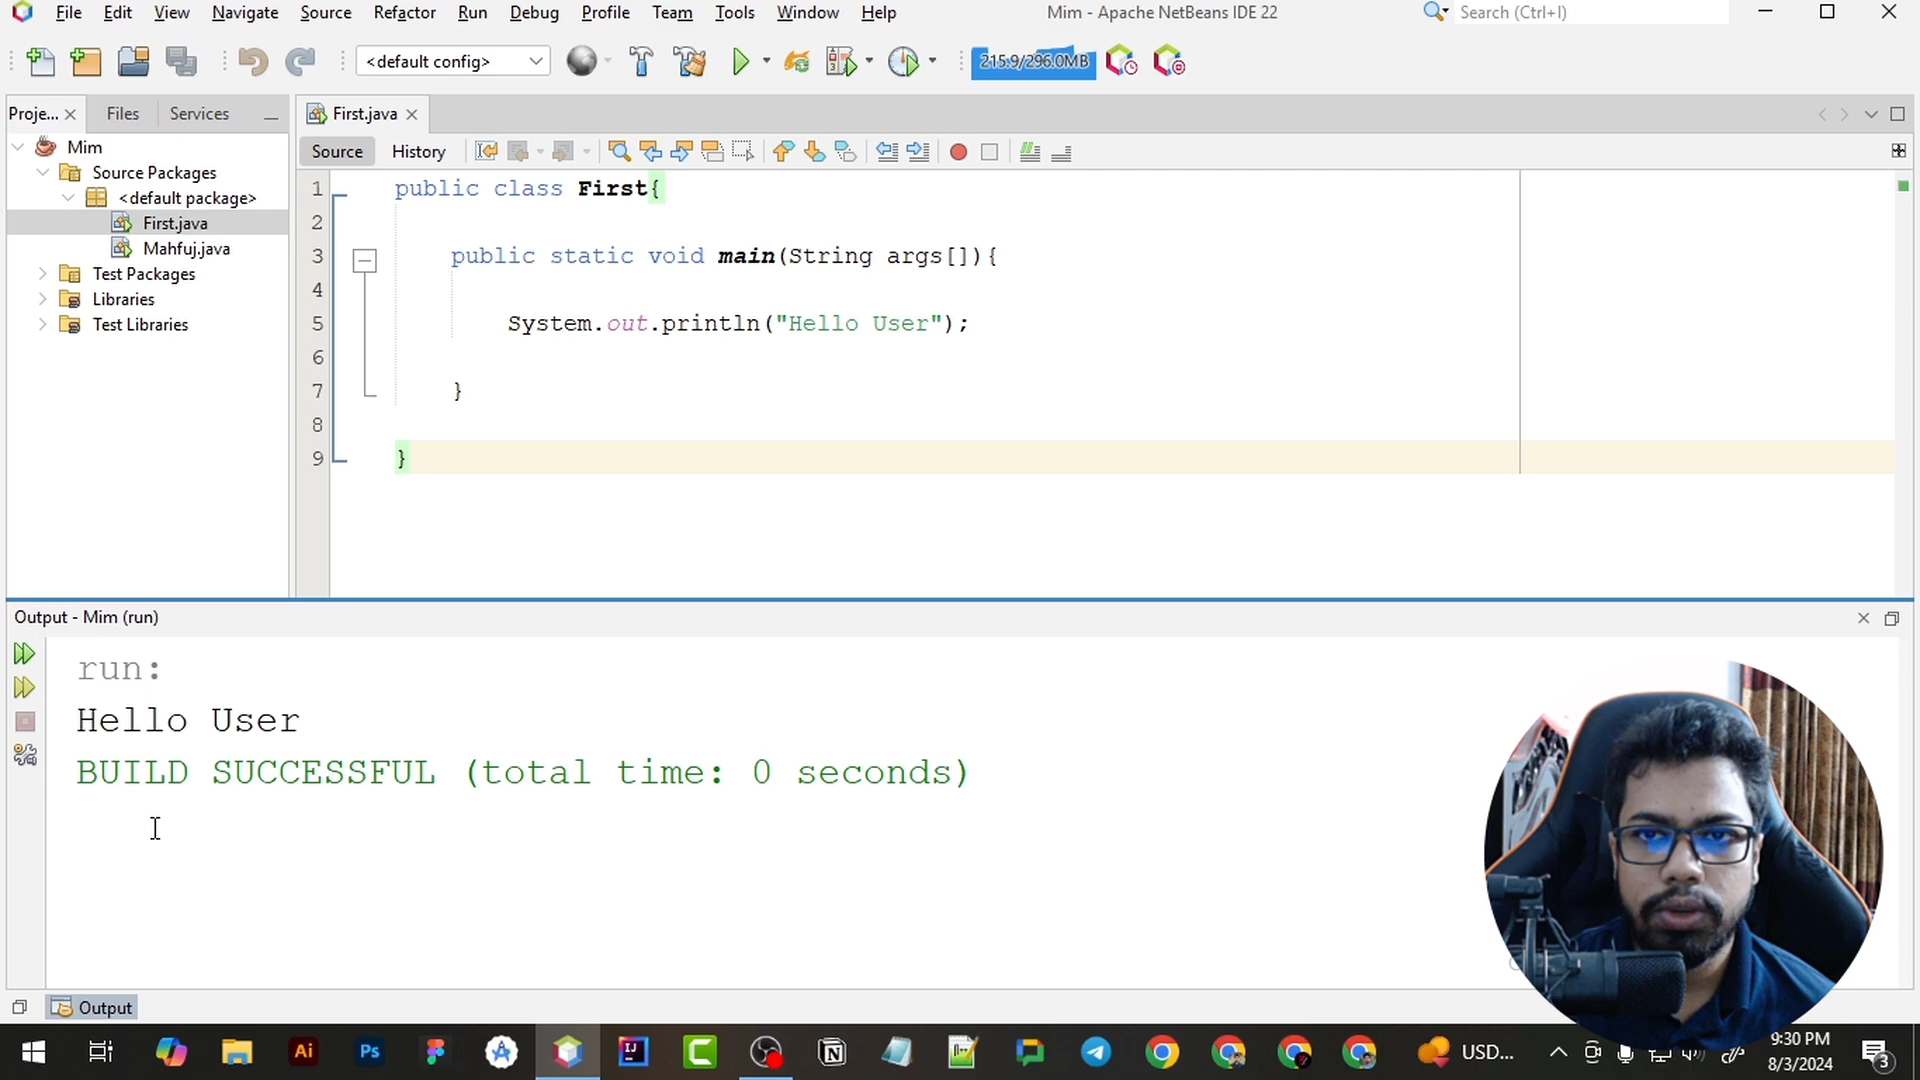 File Edit View Navigate Source Refactor Run Debug Profile Team Tools Window Help
Mim - Apache NetBeans IDE 22
Search (Ctrl+I)
<default config>
215.9/296.0MB
Proje...
Files
Services
First.java
Source
History
Mim
Source Packages
<default package>
First.java
Mahfuj.java
Test Packages
Libraries
Test Libraries
1 public class First{
2
3 public static void main(String args[]){
4
5 System.out.println("Hello User");
6
7 }
8
9 }
Output - Mim (run)
run:
Hello User
BUILD SUCCESSFUL (total time: 0 seconds)
Output
Ai
Ps
IJ
C
N
USD...
9:30 PM
8/3/2024
3